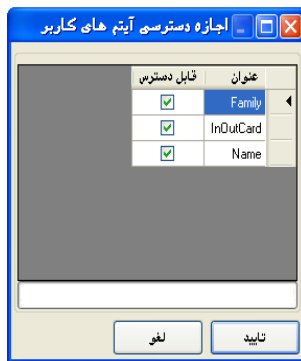 اجازه دسترسی آیتم های کاربر
عنوان قابل دسترس
Family
InOutCard
Name
تایید لغو